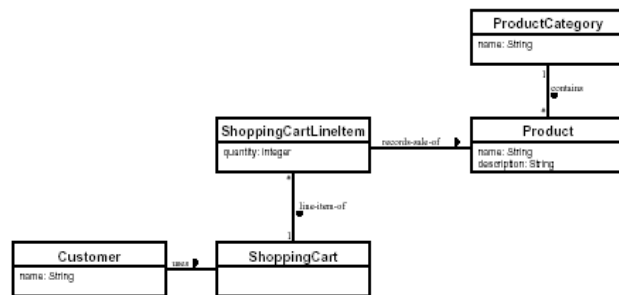 ProductCategory
name: String
1
contains
*
ShoppingCartLineItem
quantity: Integer
records-sale-of
Product
name: String
description: String
*
line-item-of
1
Customer
name: String
uses
ShoppingCart